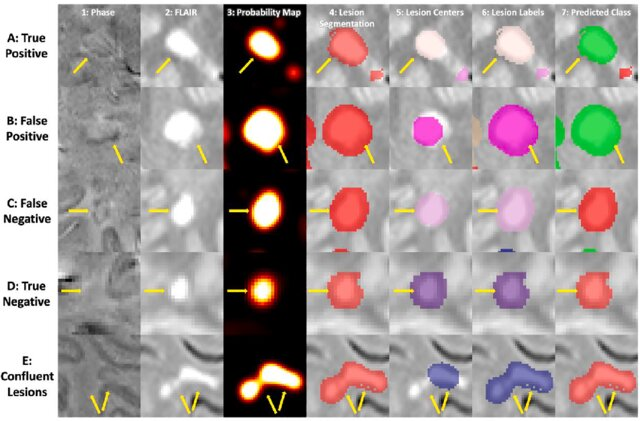 1: Phase
2: FLAIR
3: Probability Map
4: Lesion
Segmentation
5: Lesion Centers
6: Lesion Labels
7: Predicted Class
A: True
Positive
B: False
Positive
C: False
Negative
D: True
Negative
E:
Confluent
Lesions